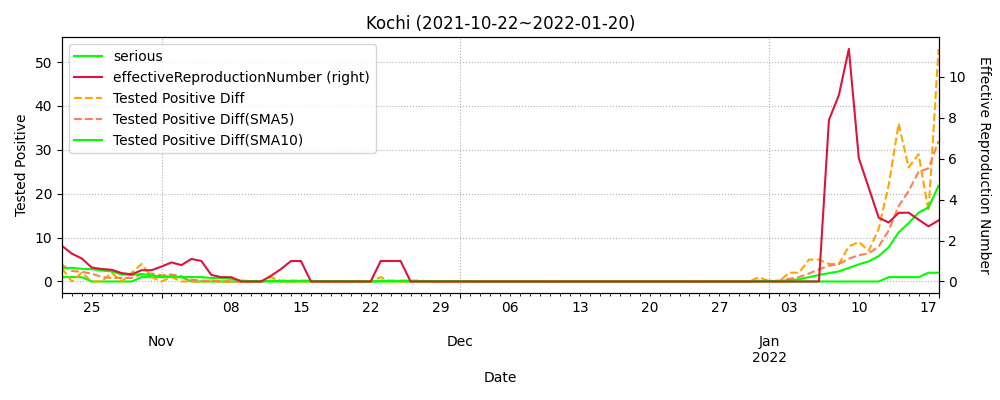 Kochi (2021-10-22~2022-01-20)
serious
effectiveReproductionNumber (right)
Tested Positive Diff
Tested Positive Diff(SMA5)
Tested Positive Diff(SMA10)
Tested Positive
50
40
30
20
10
0
Effective Reproduction Number
10
8
6
4
2
0
25 08 15 22 29 06 13 20 27 03 10 17
Nov Dec Jan
2022
Date